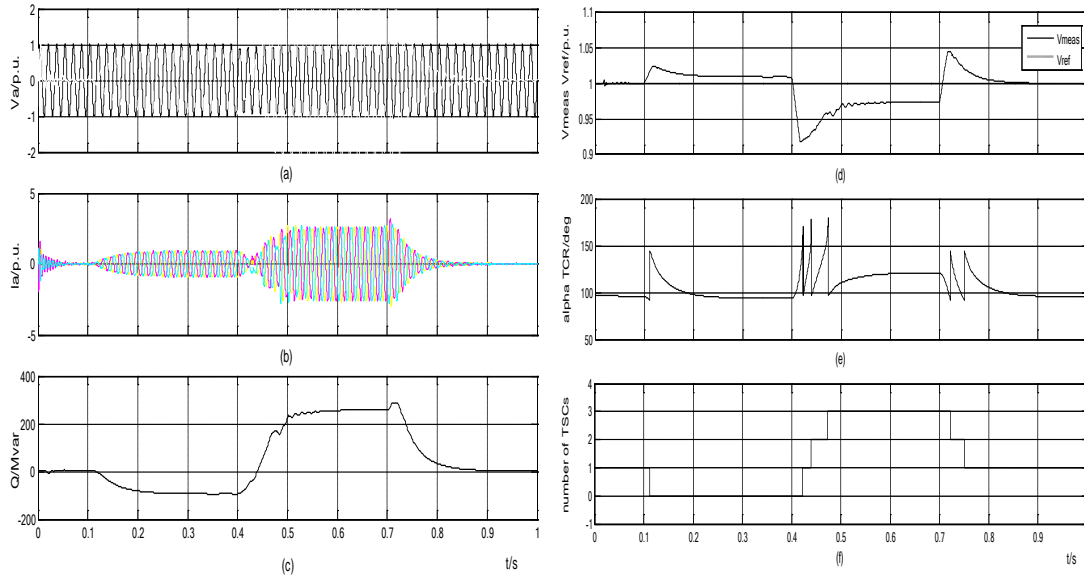 Va/p.u.
2
1
0
-1
-2
(a)
Ia/p.u.
5
0
-5
(b)
Q/Mvar
400
200
0
-200
0 0.1 0.2 0.3 0.4 0.5 0.6 0.7 0.8 0.9 1
(c)
t/s
Vmeas Vref/p.u.
1.1
1.05
1
0.95
0.9
Vmeas
Vref
(d)
alpha TCR/deg
200
150
100
50
(e)
number of TSCs
4
3
2
1
0
-1
0 0.1 0.2 0.3 0.4 0.5 0.6 0.7 0.8 0.9 1
(f)
t/s